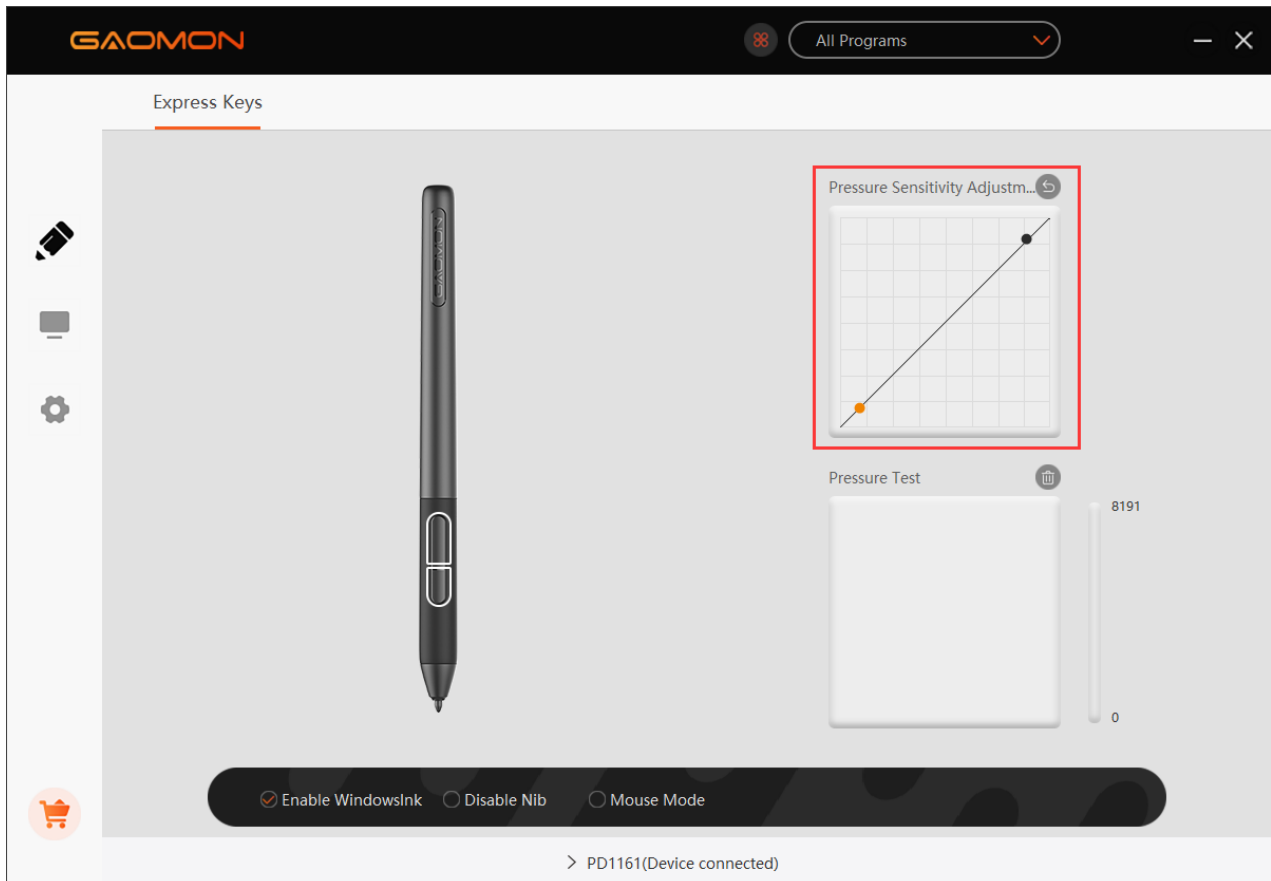 GAOMON
All Programs
Express Keys
GAOMON
Pressure Sensitivity Adjustm...
Pressure Test
8191
0
Enable WindowsInk
Disable Nib
Mouse Mode
PD1161(Device connected)